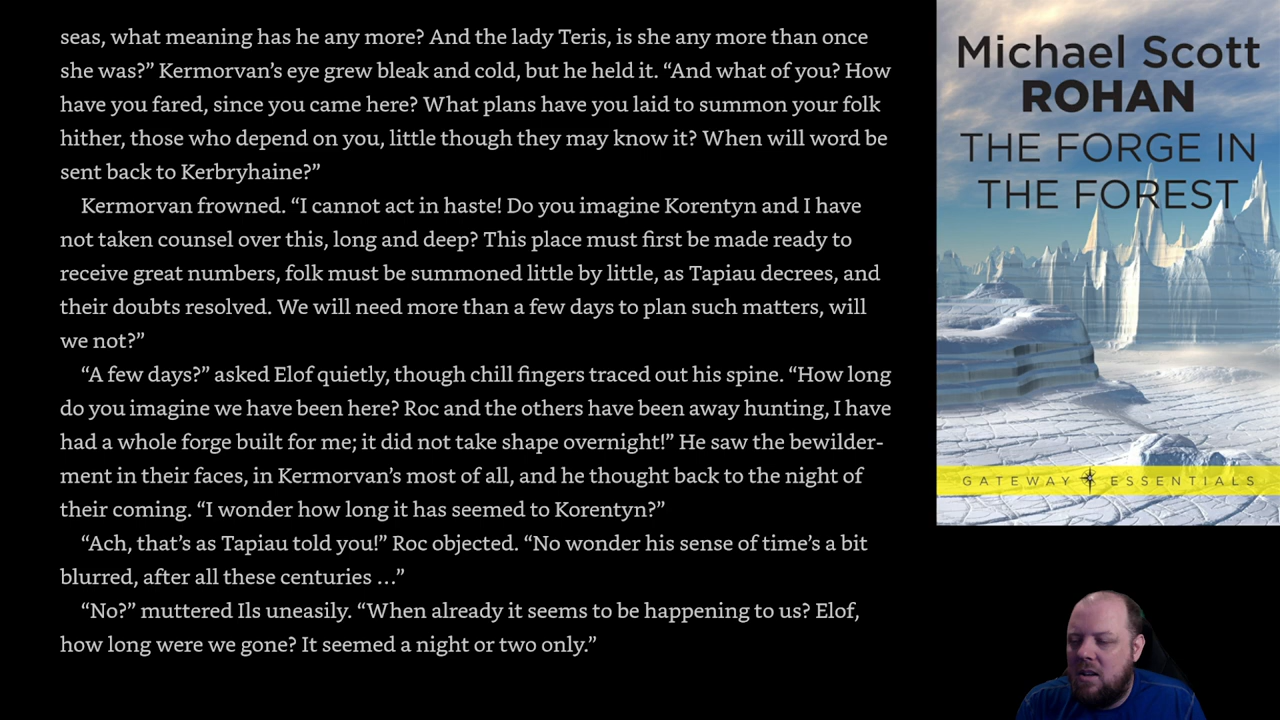 seas, what meaning has he any more? And the lady Teris, is she any more than once
she was?” Kermorvan’s eye grew bleak and cold, but he held it. “And what of you? How
have you fared, since you came here? What plans have you laid to summon your folk
hither, those who depend on you, little though they may know it? When will word be
sent back to Kerbryhaine?”
Kermorvan frowned. “I cannot act in haste! Do you imagine Korentyn and I have
not taken counsel over this, long and deep? This place must first be made ready to
receive great numbers, folk must be summoned little by little, as Tapiau decrees, and
their doubts resolved. We will need more than a few days to plan such matters, will
we not?”
“A few days?” asked Elof quietly, though chill fingers traced out his spine. “How long
do you imagine we have been here? Roc and the others have been away hunting, I have
had a whole forge built for me; it did not take shape overnight!” He saw the bewilder-
ment in their faces, in Kermorvan’s most of all, and he thought back to the night of
their coming. “I wonder how long it has seemed to Korentyn?”
“Ach, that’s as Tapiau told you!” Roc objected. “No wonder his sense of time’s a bit
blurred, after all these centuries …”
“No?” muttered Ils uneasily. “When already it seems to be happening to us? Elof,
how long were we gone? It seemed a night or two only.”
Michael Scott
ROHAN
THE FORGE IN
THE FOREST
GATEWAY ESSENTIALS